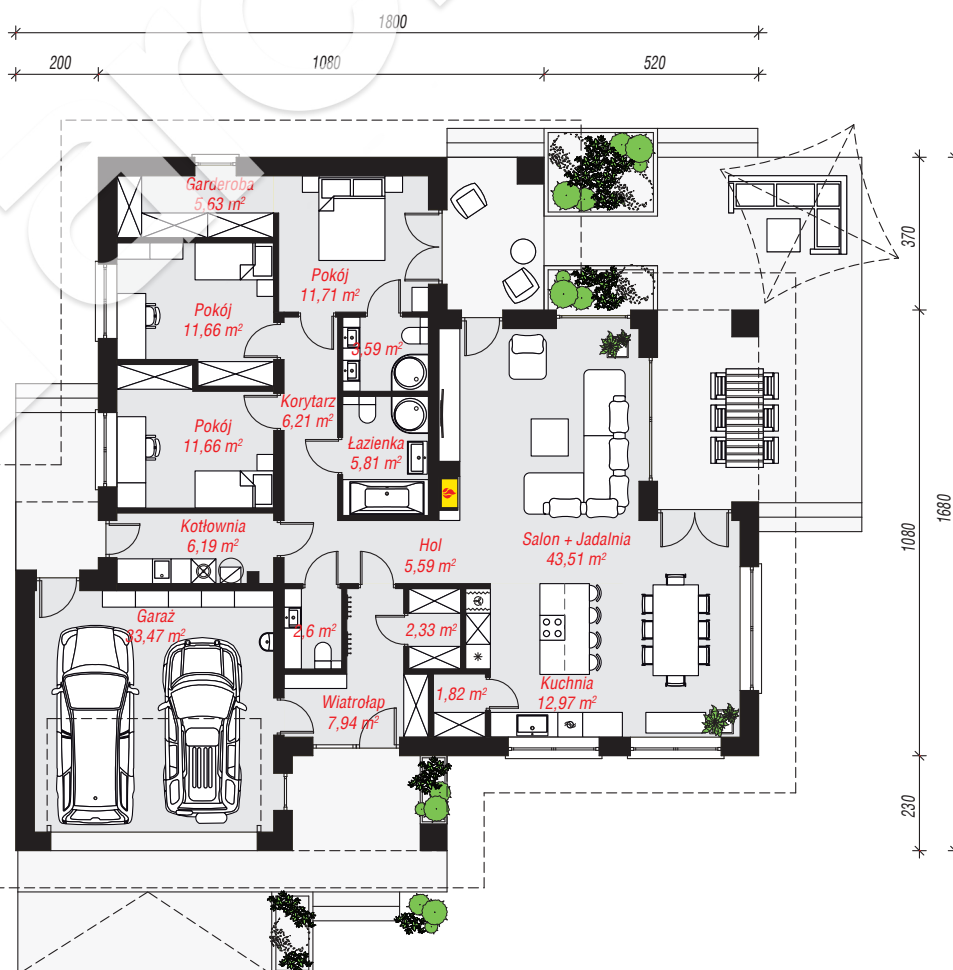 1800
200
1080
520
Garderoba
5,63 m²
Pokój
11,71 m²
370
Pokój
11,66 m²
3,59 m²
Korytarz
6,21 m²
Pokój
11,66 m²
Łazienka
5,81 m²
Kotłownia
6,19 m²
Hol
5,59 m²
Salon + Jadalnia
43,51 m²
1080
1680
Garaż
33,47 m²
2,6 m²
2,33 m²
Wiatrołap
7,94 m²
1,82 m²
Kuchnia
12,97 m²
230